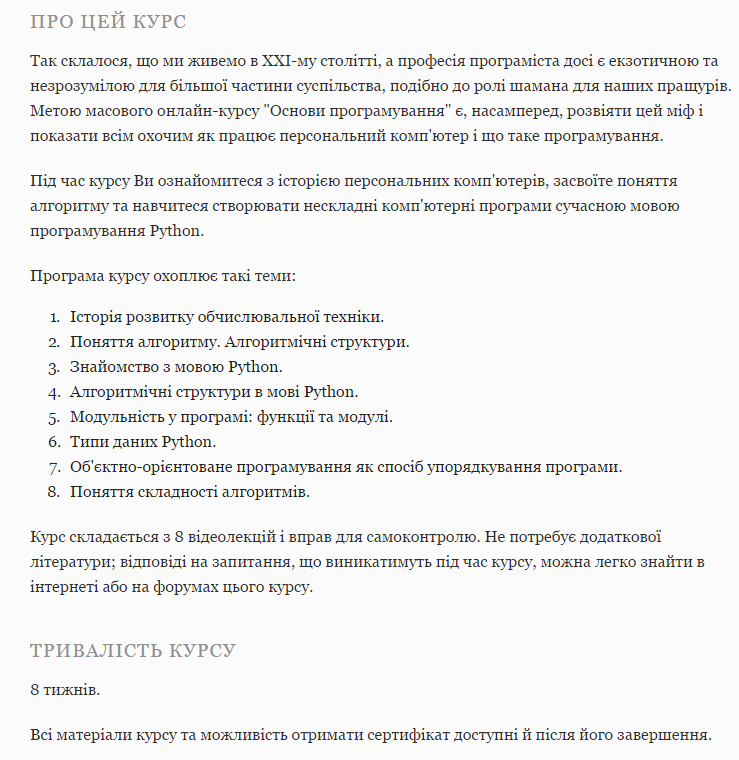 ПРО ЦЕЙ КУРС
Так склалося, що ми живемо в XXI-му столітті, а професія програміста досі є екзотичною та
незрозумілою для більшої частини суспільства, подібно до ролі шамана для наших пращурів.
Метою масового онлайн-курсу "Основи програмування" є, насамперед, розвіяти цей міф і
показати всім охочим як працює персональний комп'ютер і що таке програмування.
Під час курсу Ви ознайомитеся з історією персональних комп'ютерів, засвоїте поняття
алгоритму та навчитеся створювати нескладні комп'ютерні програми сучасною мовою
програмування Python.
Програма курсу охоплює такі теми:
1. Історія розвитку обчислювальної техніки.
2. Поняття алгоритму. Алгоритмічні структури.
3. Знайомство з мовою Python.
4. Алгоритмічні структури в мові Python.
5. Модульність у програмі: функції та модулі.
6. Типи даних Python.
7. Об'єктно-орієнтоване програмування як спосіб упорядкування програми.
8. Поняття складності алгоритмів.
Курс складається з 8 відеолекцій і вправ для самоконтролю. Не потребує додаткової
літератури; відповіді на запитання, що виникатимуть під час курсу, можна легко знайти в
інтернеті або на форумах цього курсу.
ТРИВАЛІСТЬ КУРСУ
8 тижнів.
Всі матеріали курсу та можливість отримати сертифікат доступні й після його завершення.